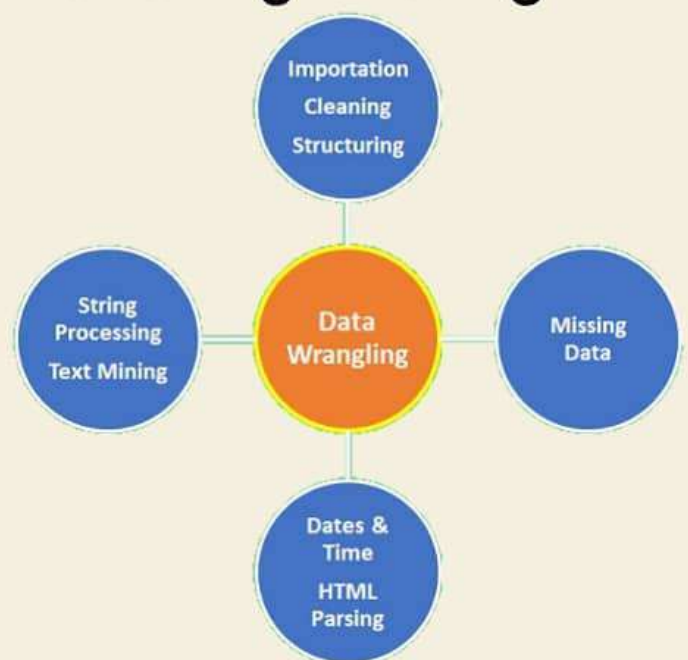 Importation
Cleaning
Structuring
String
Processing
Text Mining
Data
Wrangling
Missing
Data
Dates &
Time
HTML
Parsing